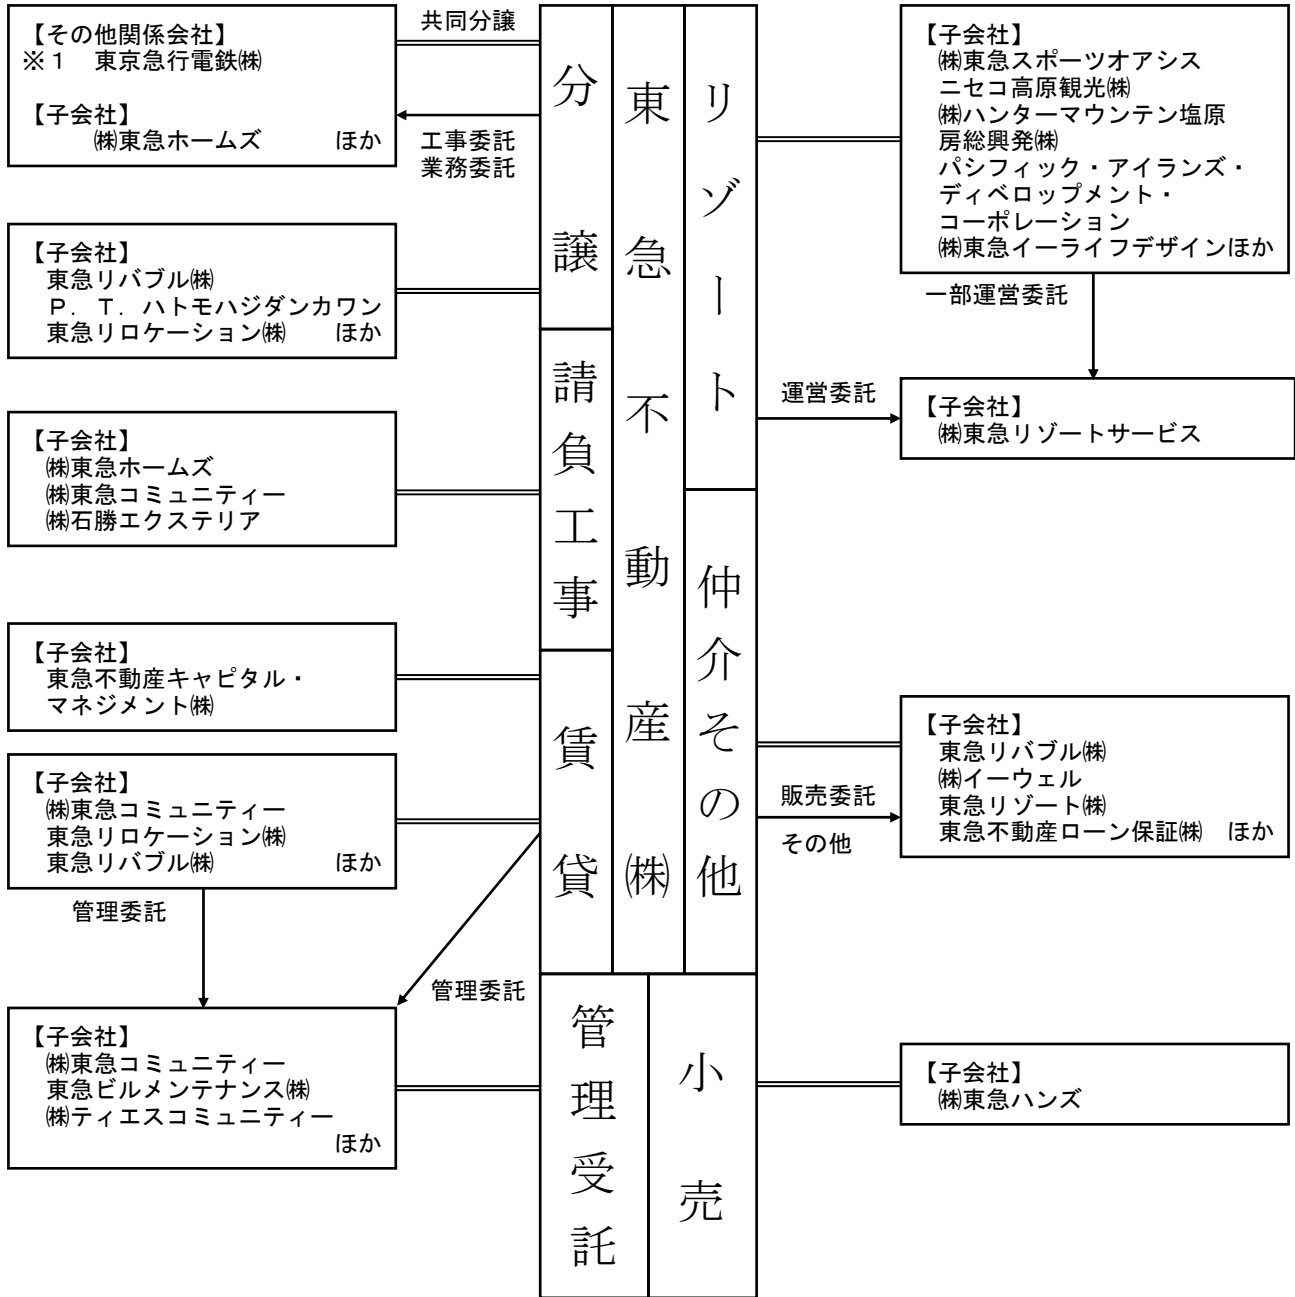 【その他関係会社】
※1 東京急行電鉄㈱
【子会社】
㈱東急ホームズ ほか
共同分譲
工事委託
業務委託
【子会社】
東急リバブル㈱
P. T. ハトモハジダンカワン
東急リロケーション㈱ ほか
【子会社】
㈱東急ホームズ
㈱東急コミュニティー
㈱石勝エクステリア
【子会社】
東急不動産キャピタル・
マネジメント㈱
【子会社】
㈱東急コミュニティー
東急リロケーション㈱
東急リバブル㈱ ほか
管理委託
管理委託
【子会社】
㈱東急コミュニティー
東急ビルメンテナンス㈱
㈱ティエスコミュニティー
ほか
分譲
請負工事
賃貸
東急不動産㈱
リゾート
仲介その他
管理受託
小売
【子会社】
㈱東急スポーツオアシス
ニセコ高原観光㈱
㈱ハンターマウンテン塩原
房総興発㈱
パシフィック・アイランズ・
ディベロップメント・
コーポレーション
㈱東急イーライフデザインほか
一部運営委託
運営委託
【子会社】
㈱東急リゾートサービス
【子会社】
東急リバブル㈱
㈱イーウェル
東急リゾート㈱
東急不動産ローン保証㈱ ほか
販売委託
その他
【子会社】
㈱東急ハンズ